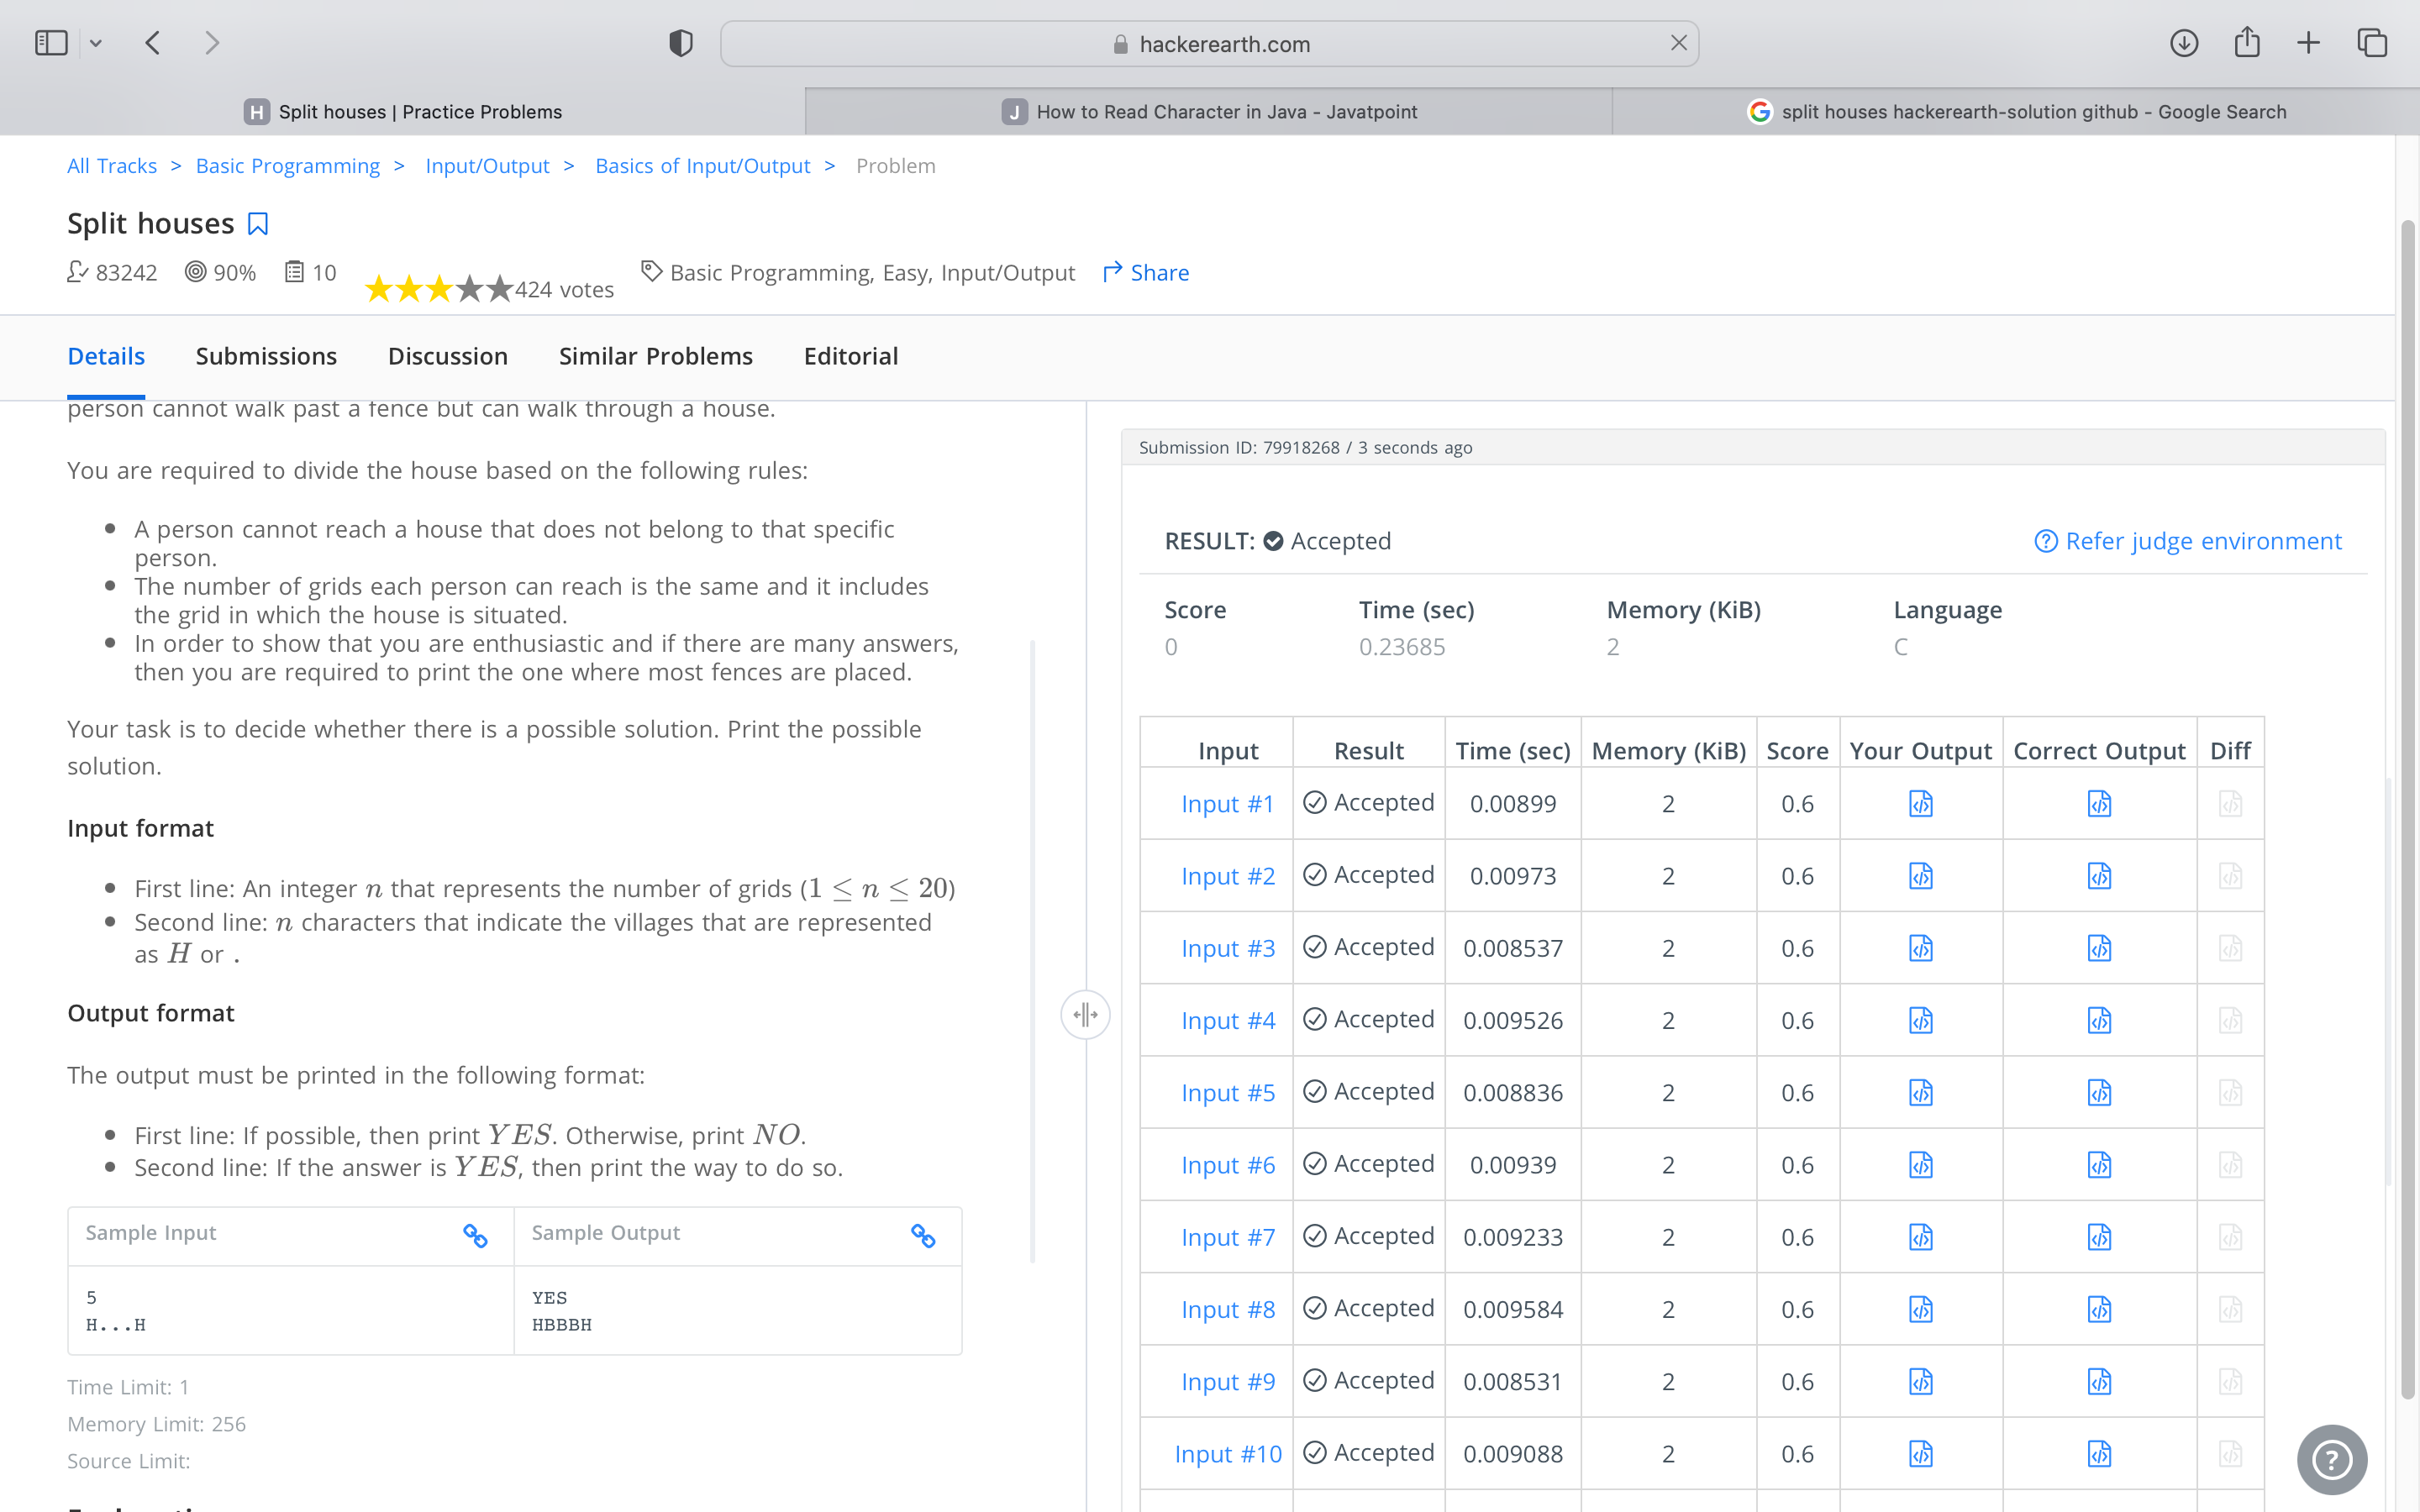 hackerearth.com
H Split houses | Practice Problems
J How to Read Character in Java - Javatpoint
split houses hackerearth-solution github - Google Search
All Tracks > Basic Programming > Input/Output > Basics of Input/Output > Problem
Split houses
83242 90% 10 424 votes Basic Programming, Easy, Input/Output Share
Details Submissions Discussion Similar Problems Editorial
person cannot walk past a fence but can walk through a house.
You are required to divide the house based on the following rules:
A person cannot reach a house that does not belong to that specific
person.
The number of grids each person can reach is the same and it includes
the grid in which the house is situated.
In order to show that you are enthusiastic and if there are many answers,
then you are required to print the one where most fences are placed.
Your task is to decide whether there is a possible solution. Print the possible
solution.
Input format
First line: An integer n that represents the number of grids (1 ≤ n ≤ 20)
Second line: n characters that indicate the villages that are represented
as H or .
Output format
The output must be printed in the following format:
First line: If possible, then print YES. Otherwise, print NO.
Second line: If the answer is YES, then print the way to do so.
Sample Input Sample Output
5 YES
H...H HBBBH
Time Limit: 1
Memory Limit: 256
Source Limit:
Submission ID: 79918268 / 3 seconds ago
RESULT: Accepted
? Refer judge environment
Score Time (sec) Memory (KiB) Language
0 0.23685 2 C
Input Result Time (sec) Memory (KiB) Score Your Output Correct Output Diff
Input #1 Accepted 0.00899 2 0.6
Input #2 Accepted 0.00973 2 0.6
Input #3 Accepted 0.008537 2 0.6
Input #4 Accepted 0.009526 2 0.6
Input #5 Accepted 0.008836 2 0.6
Input #6 Accepted 0.00939 2 0.6
Input #7 Accepted 0.009233 2 0.6
Input #8 Accepted 0.009584 2 0.6
Input #9 Accepted 0.008531 2 0.6
Input #10 Accepted 0.009088 2 0.6
?